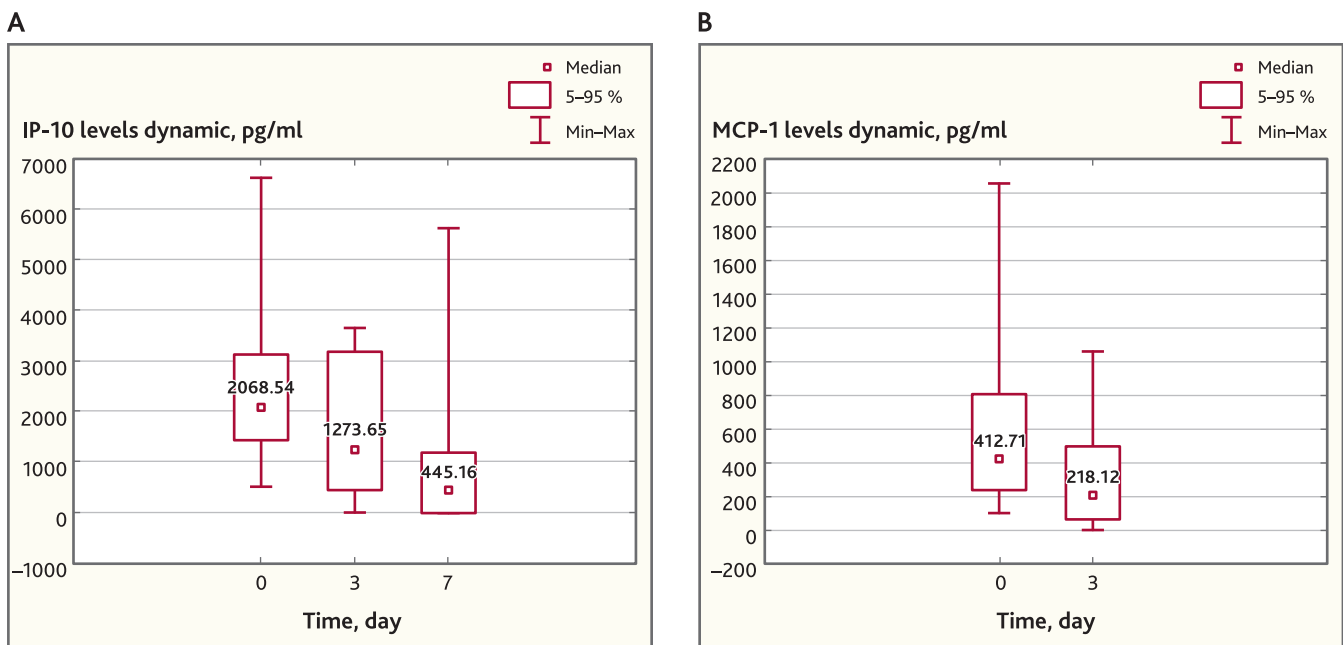 A
Median
5–95 %
Min–Max
IP-10 levels dynamic, pg/ml
7000
6000
5000
4000
3000
2000
1000
0
–1000
2068.54
1273.65
445.16
0 3 7
Time, day
B
Median
5–95 %
Min–Max
MCP-1 levels dynamic, pg/ml
2200
2000
1800
1600
1400
1200
1000
800
600
400
200
0
–200
412.71
218.12
0 3
Time, day